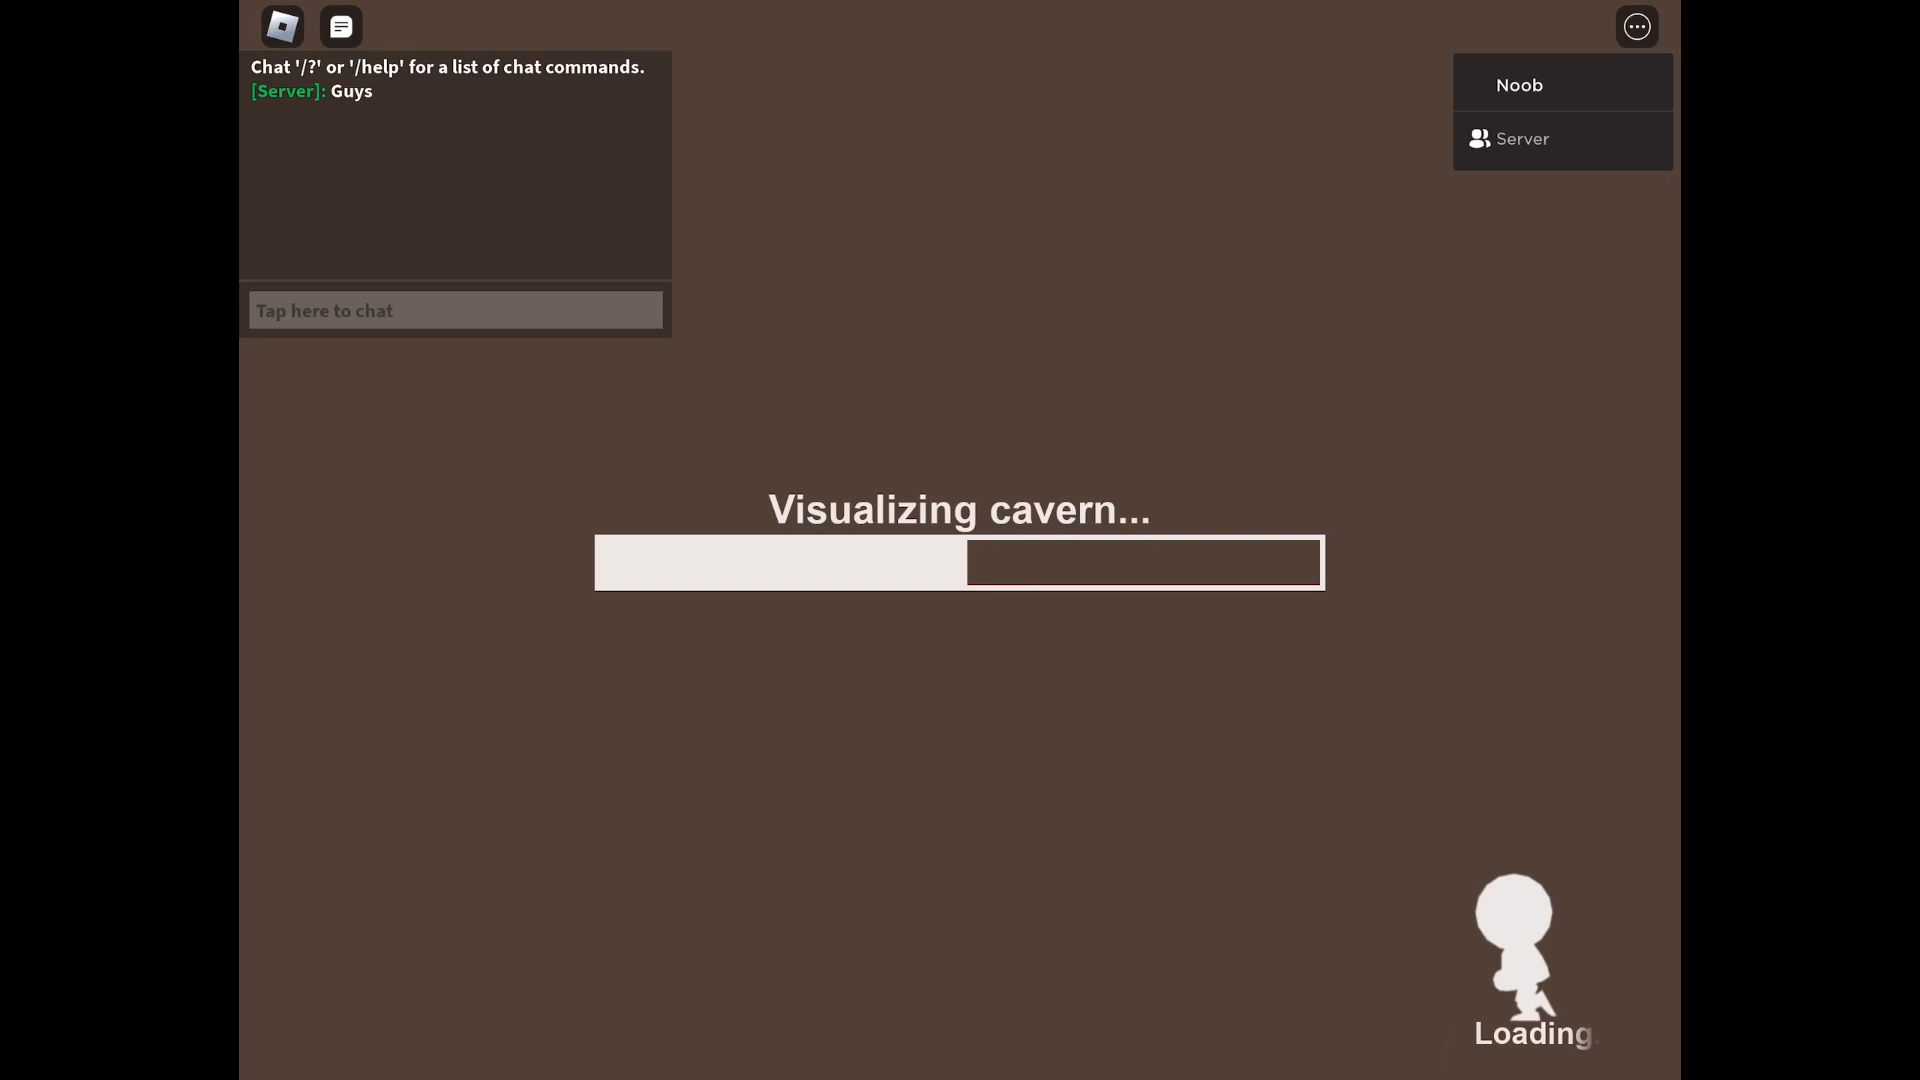 Chat '/?' or '/help' for a list of chat commands.
[Server]: Guys
Tap here to chat
Noob
Server
Visualizing cavern...
Loading.